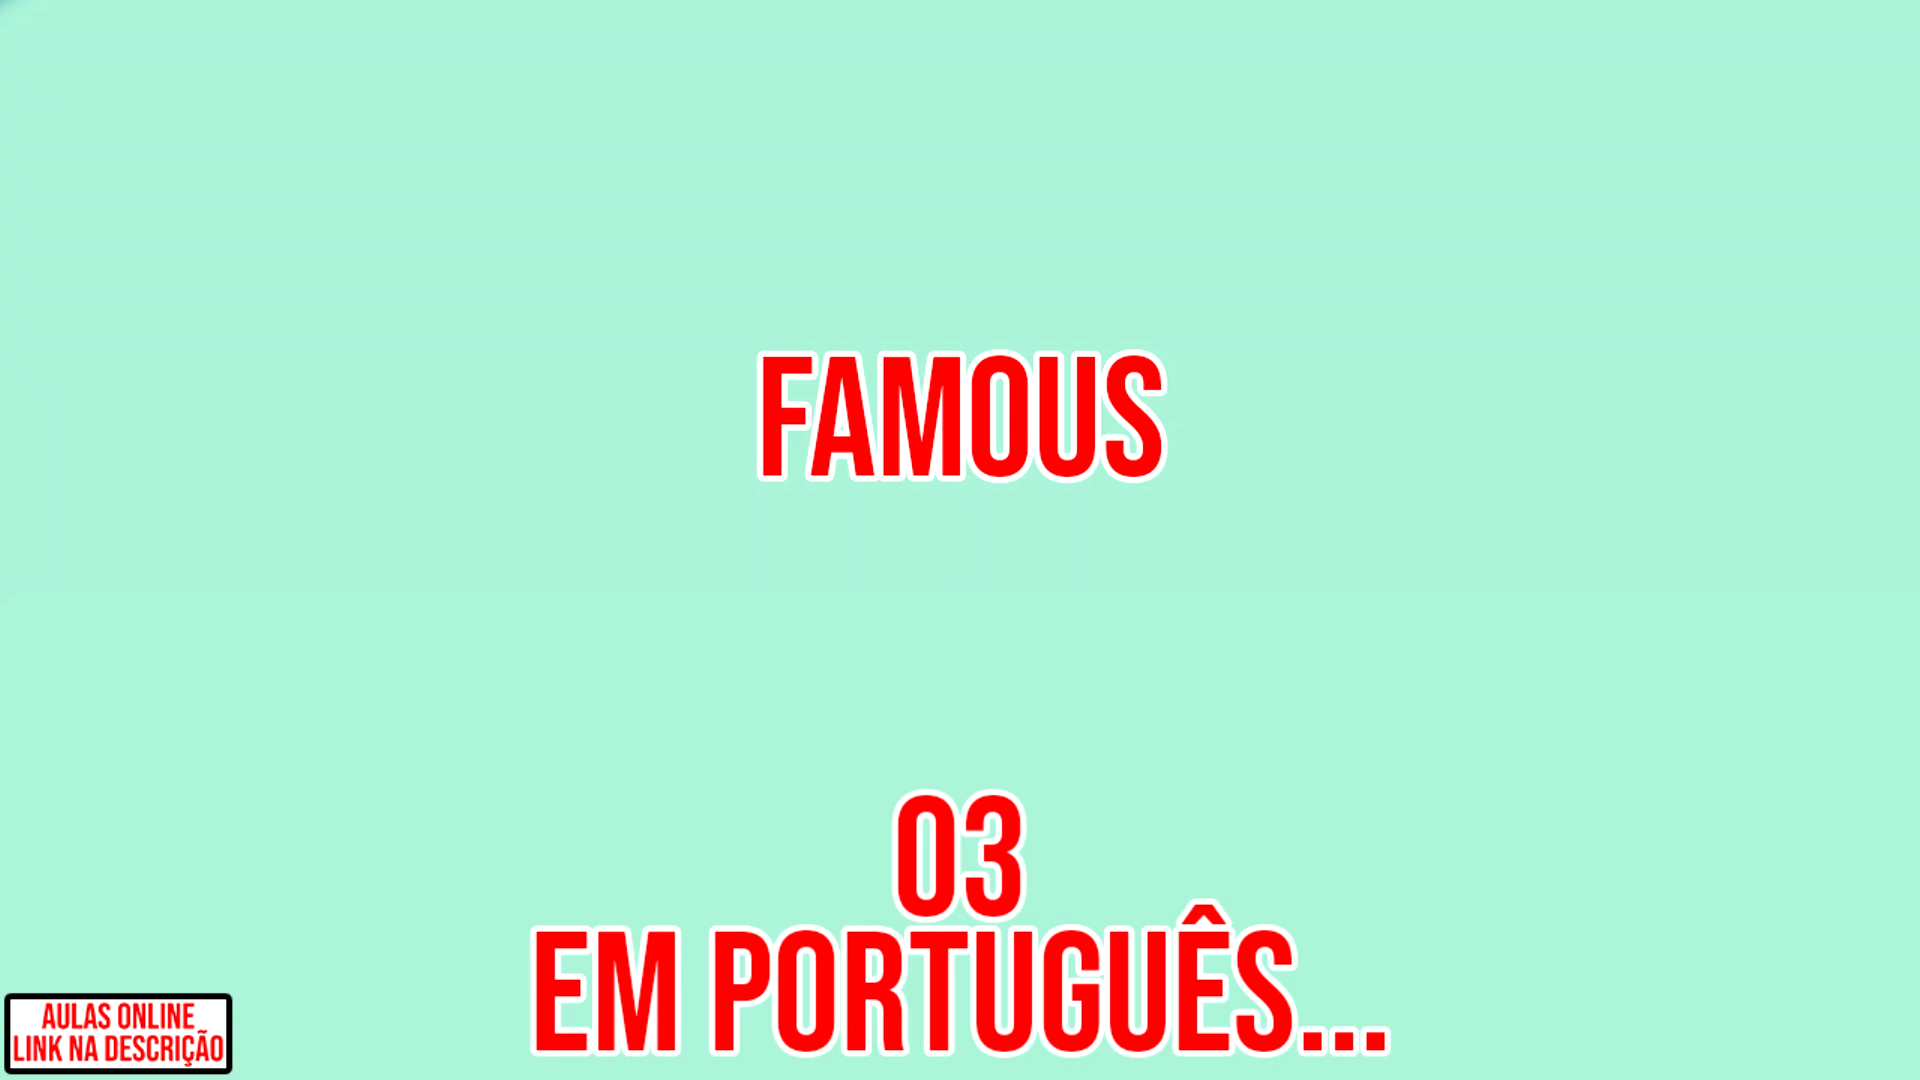 FAMOUS
03
EM PORTUGUÊS...
AULAS ONLINE
LINK NA DESCRIÇÃO